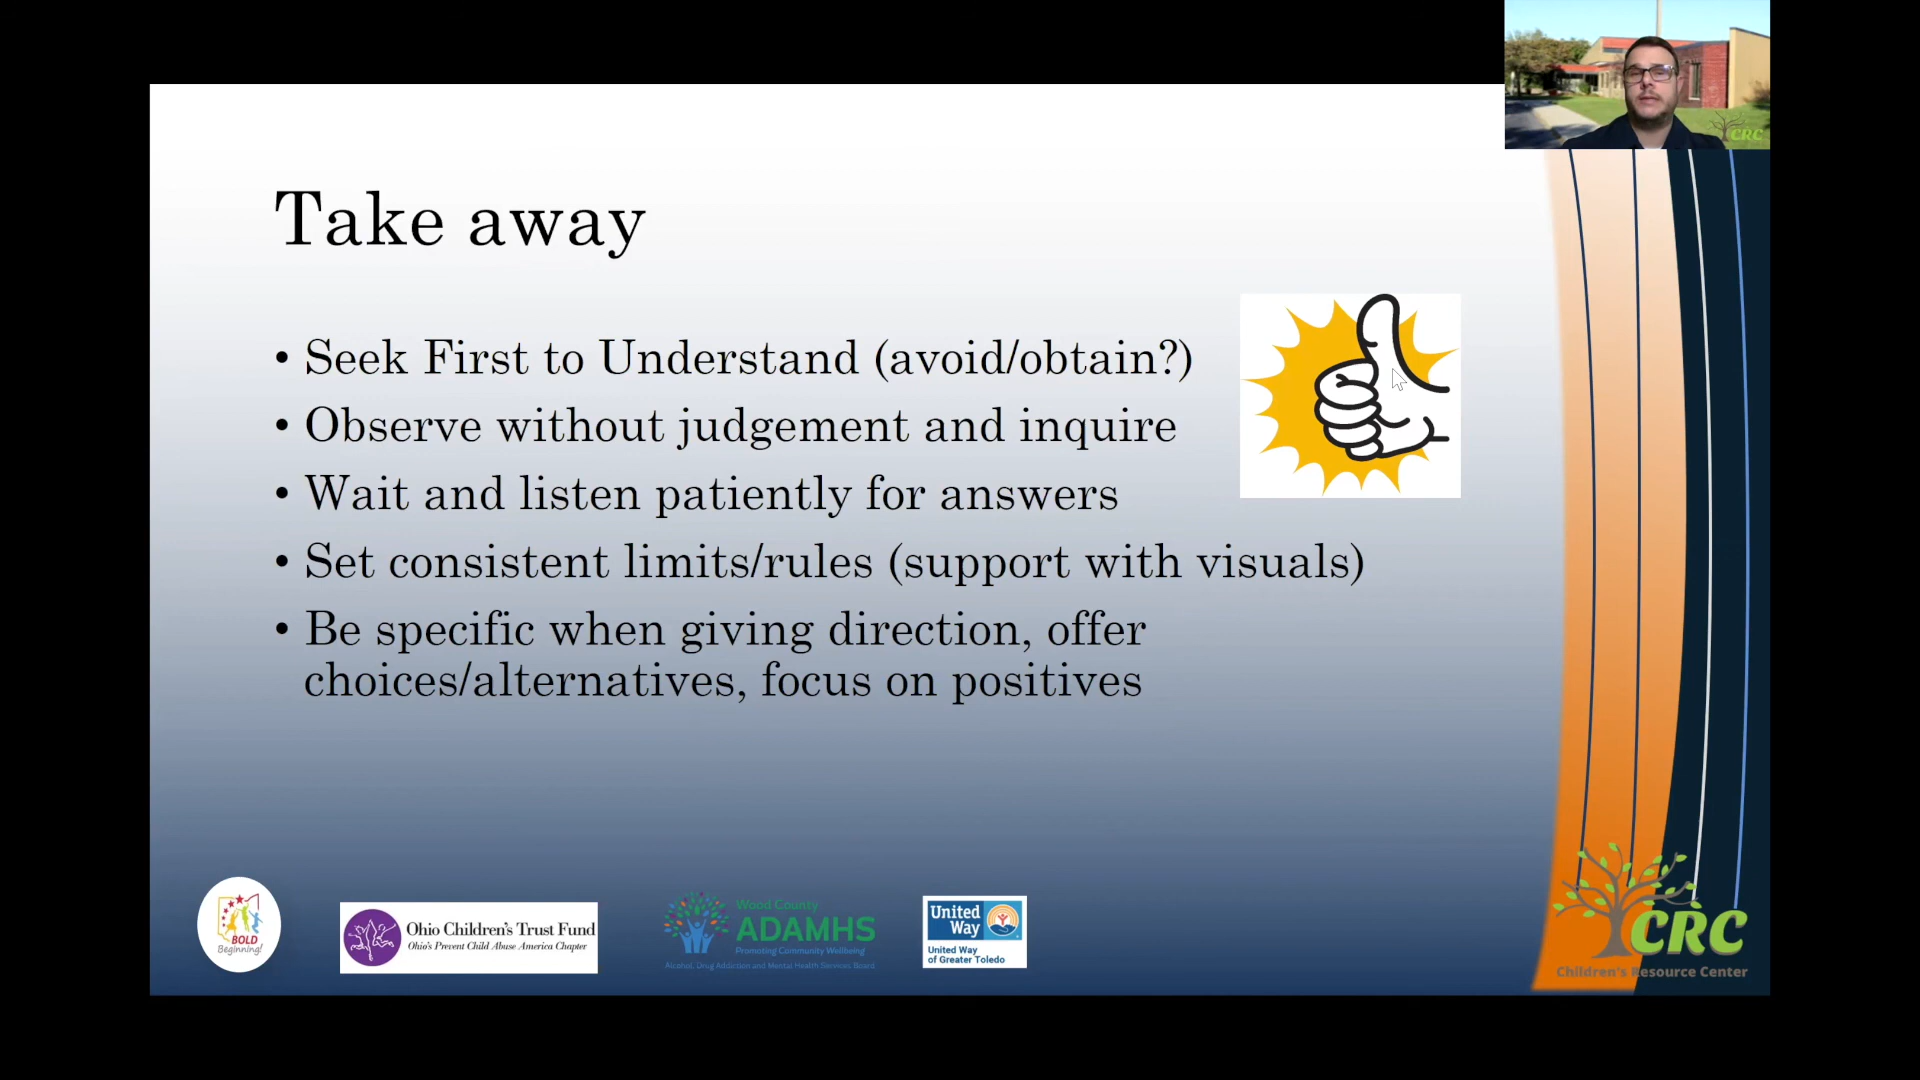 CRC
Take away
• Seek First to Understand (avoid/obtain?)
• Observe without judgement and inquire
• Wait and listen patiently for answers
• Set consistent limits/rules (support with visuals)
• Be specific when giving direction, offer
choices/alternatives, focus on positives
BOLD
Beginning!
Ohio Children's Trust Fund
Ohio's Prevent Child Abuse America Chapter
Wood County
ADAMHS
Promoting Community Wellbeing
Alcohol, Drug Addiction and Mental Health Services Board
United
Way
United Way
of Greater Toledo
CRC
Children's Resource Center